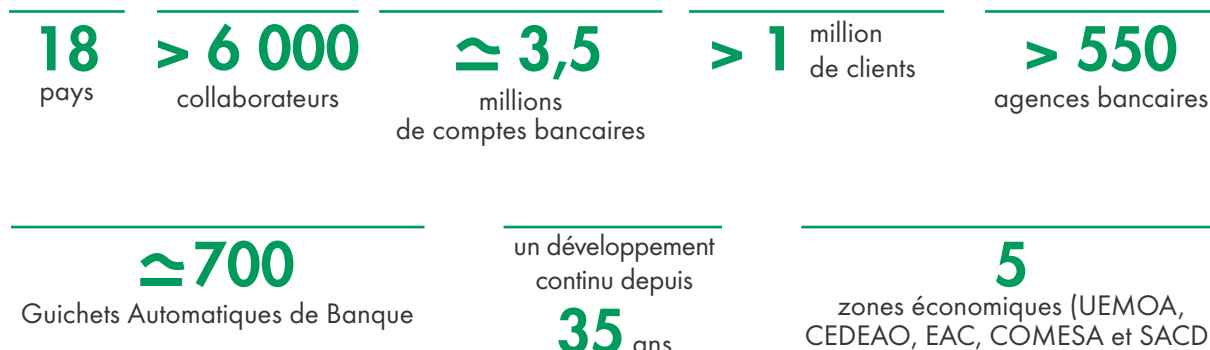 18
pays
> 6 000
collaborateurs
≃ 3,5
millions
de comptes bancaires
> 1 million
de clients
> 550
agences bancaires
≃700
Guichets Automatiques de Banque
un développement
continu depuis
35 ans
5
zones économiques (UEMOA,
CEDEAO, EAC, COMESA et SACD